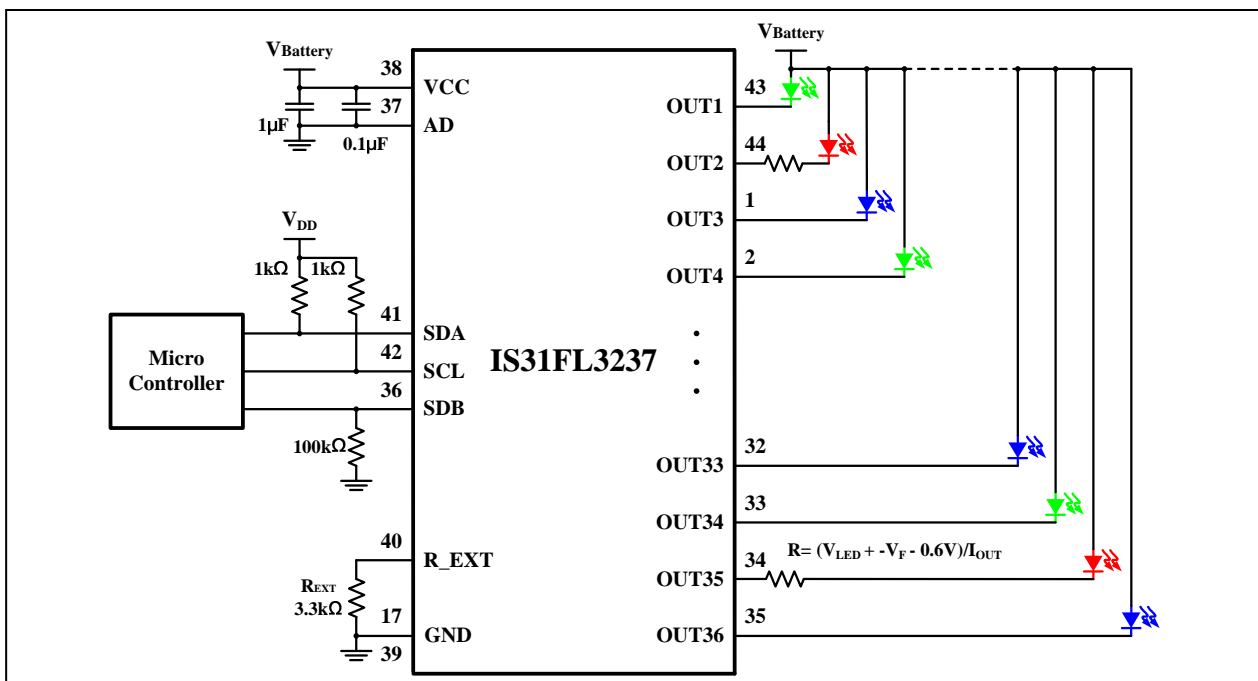 VBattery
38
VCC
37
AD
1µF
0.1µF
VDD
1kΩ
1kΩ
41
SDA
42
SCL
36
SDB
Micro
Controller
100kΩ
40
R_EXT
REXT
3.3kΩ
17
GND
39
IS31FL3237
VBattery
43
OUT1
44
OUT2
1
OUT3
2
OUT4
32
OUT33
33
OUT34
34
R= (VLED + -VF - 0.6V)/IOUT
OUT35
35
OUT36